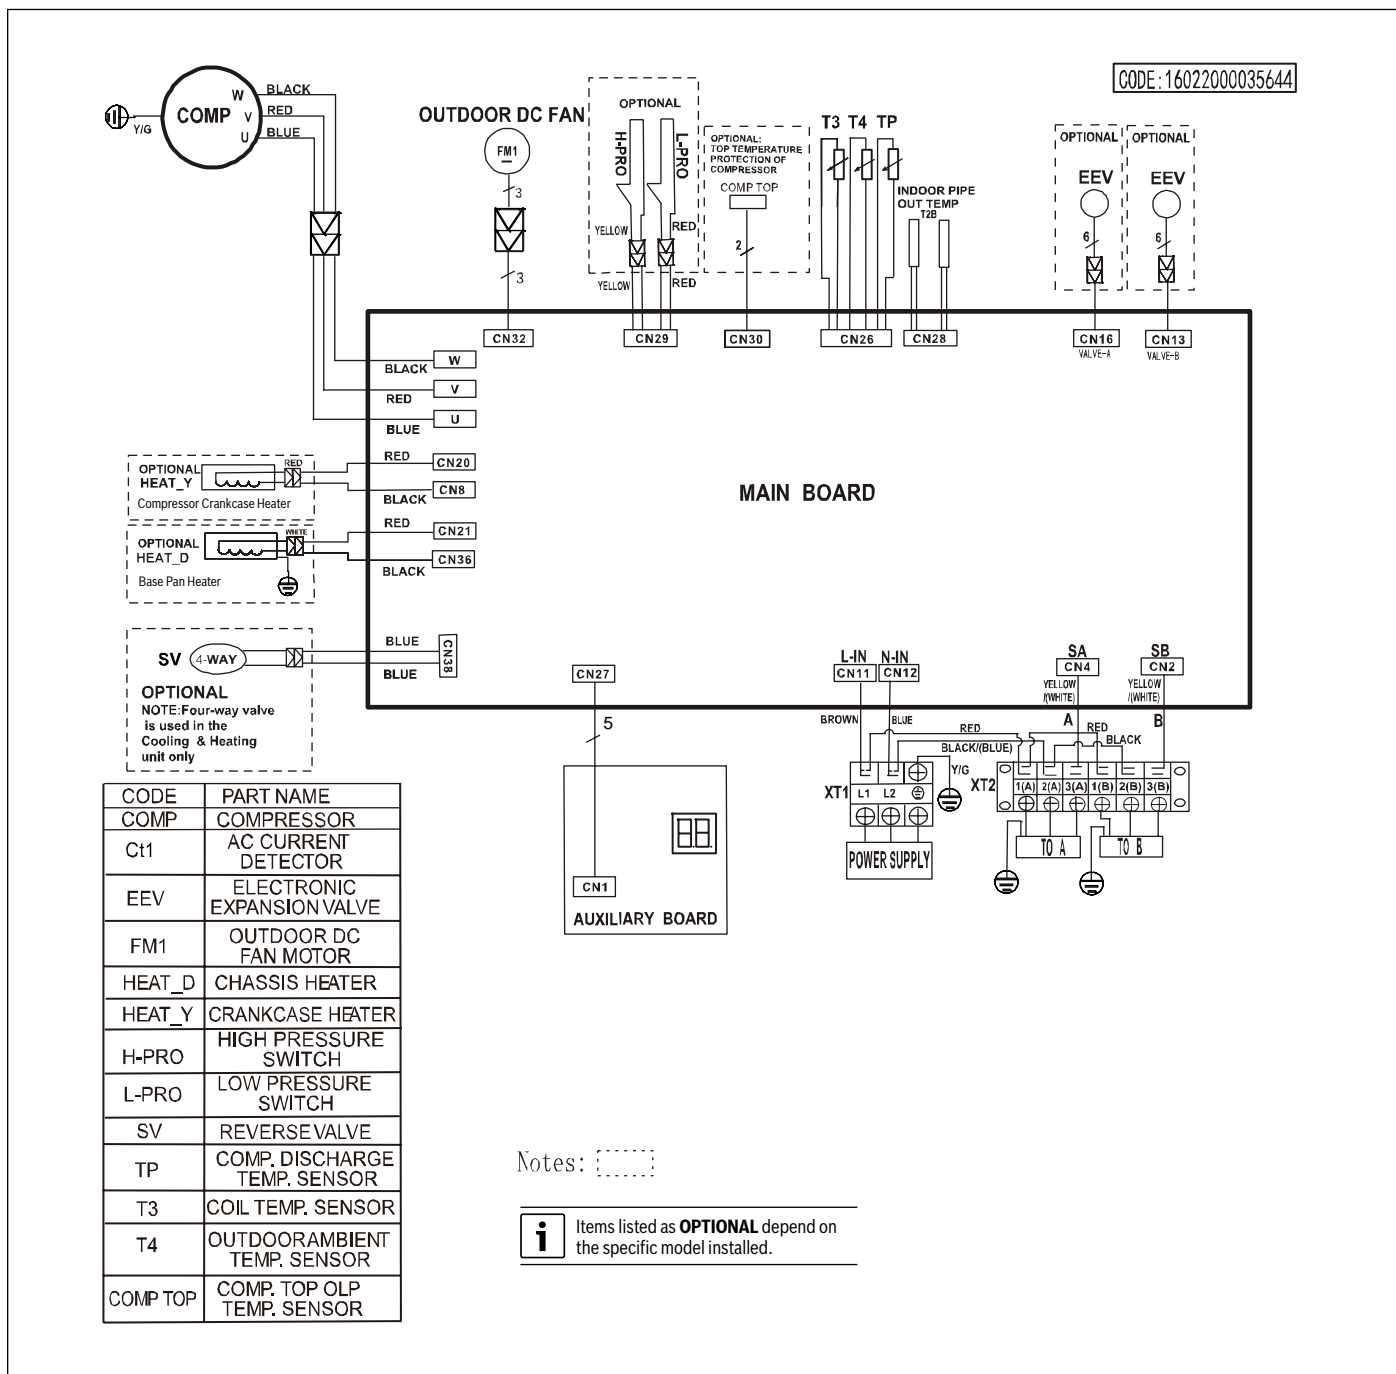 CODE:16022000035644
COMP
W
V
U
BLACK
RED
BLUE
Y/G
OUTDOOR DC FAN
FM1
3
3
OPTIONAL
H-PRO
L-PRO
YELLOW
RED
YELLOW
RED
OPTIONAL:
TOP TEMPERATURE
PROTECTION OF
COMPRESSOR
COMP TOP
2
T3 T4 TP
INDOOR PIPE
OUT TEMP
T2B
OPTIONAL
EEV
6
OPTIONAL
EEV
6
CN32
CN29
CN30
CN26
CN28
CN16
VALVE-A
CN13
VALVE-B
W
BLACK
V
RED
U
BLUE
OPTIONAL
HEAT_Y
RED
Compressor Crankcase Heater
RED
CN20
BLACK
CN8
OPTIONAL
HEAT_D
WHITE
Base Pan Heater
RED
CN21
BLACK
CN36
MAIN BOARD
SV
4-WAY
OPTIONAL
NOTE:Four-way valve
is used in the
Cooling & Heating
unit only
BLUE
BLUE
CN38
CN27
5
CN1
AUXILIARY BOARD
L-IN
N-IN
CN11
CN12
BROWN
BLUE
SA
CN4
YELLOW
/(WHITE)
A
SB
CN2
YELLOW
/(WHITE)
B
RED
BLACK/(BLUE)
RED
BLACK
Y/G
XT1
L1
L2
POWER SUPPLY
XT2
1(A)
2(A)
3(A)
1(B)
2(B)
3(B)
TO A
TO B
CODE PART NAME
COMP COMPRESSOR
Ct1 AC CURRENT
DETECTOR
EEV ELECTRONIC
EXPANSION VALVE
FM1 OUTDOOR DC
FAN MOTOR
HEAT_D CHASSIS HEATER
HEAT_Y CRANKCASE HEATER
H-PRO HIGH PRESSURE
SWITCH
L-PRO LOW PRESSURE
SWITCH
SV REVERSE VALVE
TP COMP. DISCHARGE
TEMP. SENSOR
T3 COIL TEMP. SENSOR
T4 OUTDOOR AMBIENT
TEMP. SENSOR
COMP TOP COMP. TOP OLP
TEMP. SENSOR
Notes:
i
Items listed as OPTIONAL depend on
the specific model installed.